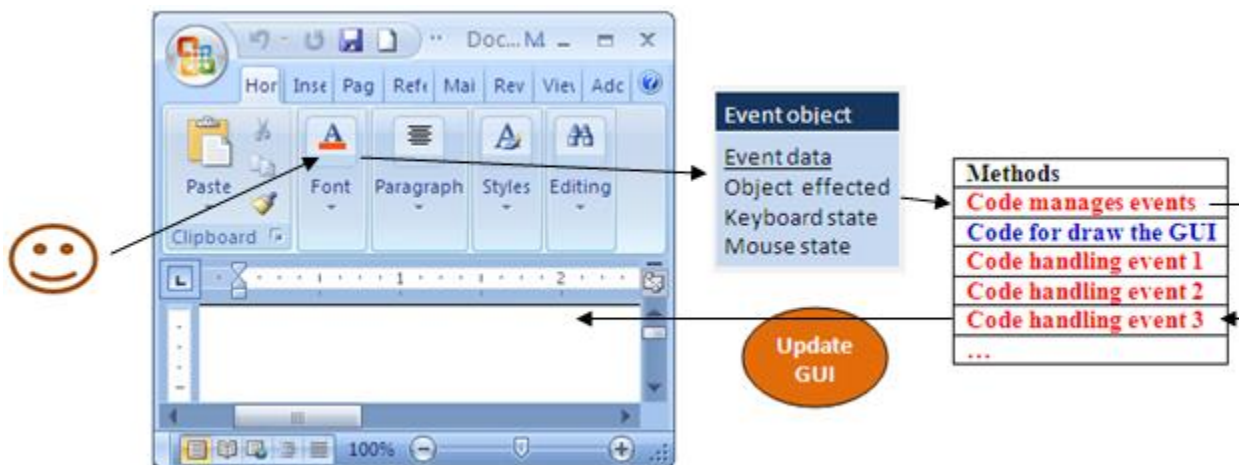 Doc... M
Hor Inse Pag Refe Mai Rev Viev Adc
Paste Font Paragraph Styles Editing
Clipboard
1 2
100%
Event object
Event data
Object effected
Keyboard state
Mouse state
Update
GUI
Methods
Code manages events
Code for draw the GUI
Code handling event 1
Code handling event 2
Code handling event 3
...